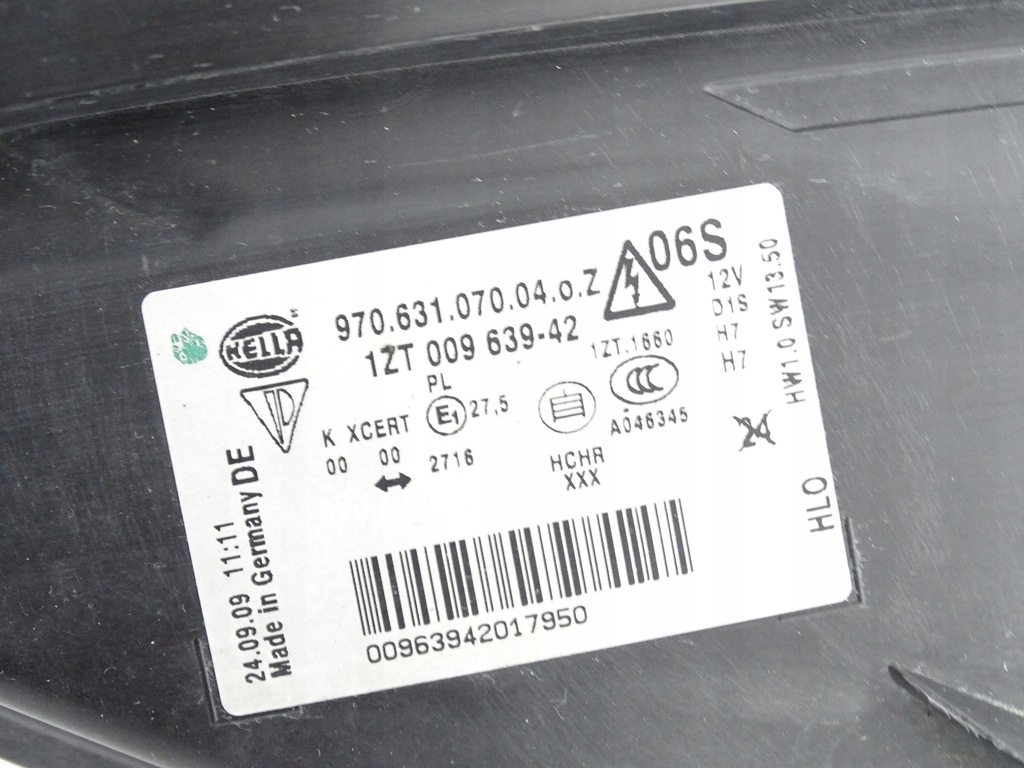 HELLA
970.631.070.04.o.Z
06S
1ZT 009 639-42
1ZT.1660
12V
D1S
H7
H7
PL
K XCERT
E1
27,5
CCC
A046345
00 00
2716
HCHR
XXX
24
HW1.0 SW13.50
HL0
24.09.09 11:11
Made in Germany DE
00963942017950